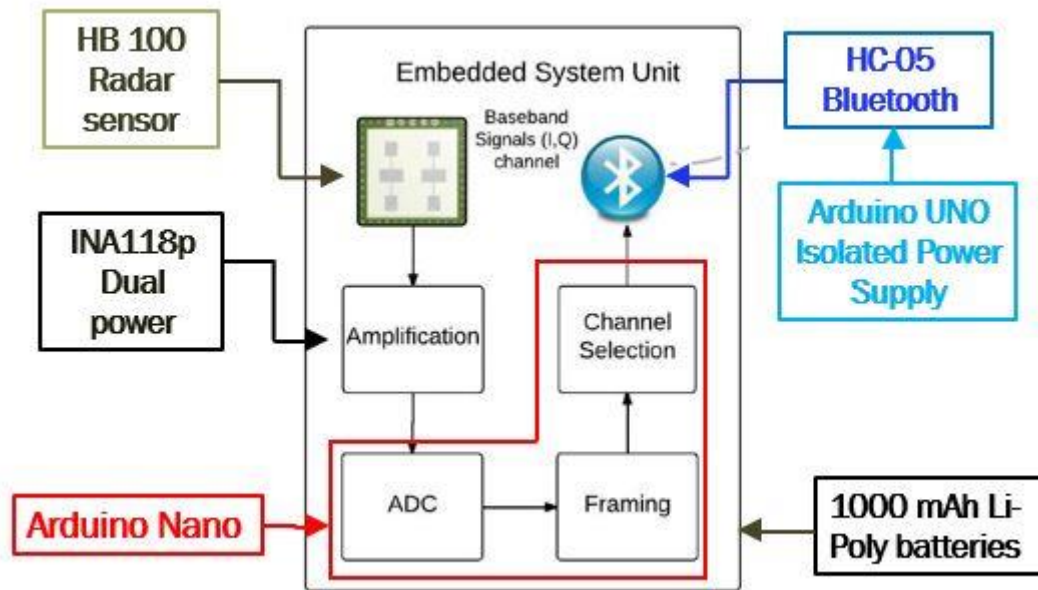 HB 100
Radar
sensor
INA118p
Dual
power
Arduino Nano
Embedded System Unit
Baseband
Signals (I,Q)
channel
Amplification
Channel
Selection
ADC
Framing
HC-05
Bluetooth
Arduino UNO
Isolated Power
Supply
1000 mAh Li-
Poly batteries